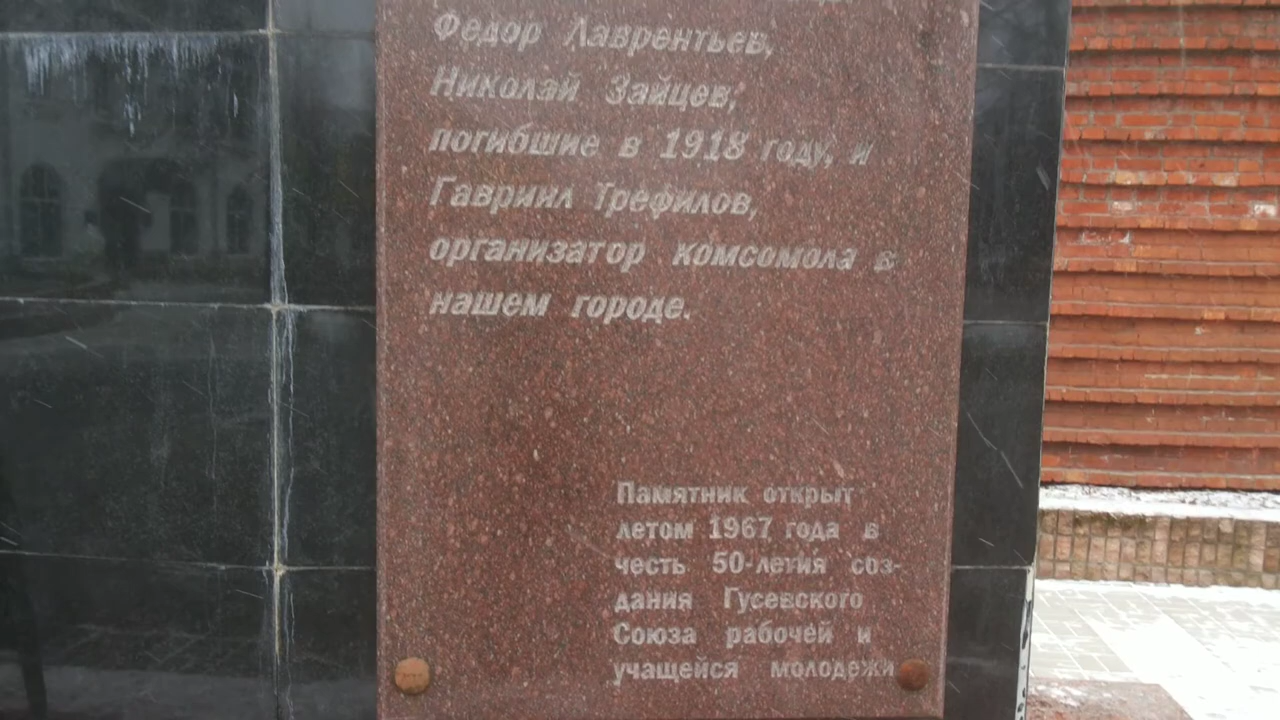 Федор Лаврентьев,
Николай Зайцев;
погибшие в 1918 году, и
Гавриил Трефилов,
организатор комсомола в
нашем городе.
Памятник открыт
летом 1967 года в
честь 50-летия соз-
дания Гусевского
Союза рабочей и
учащейся молодежи